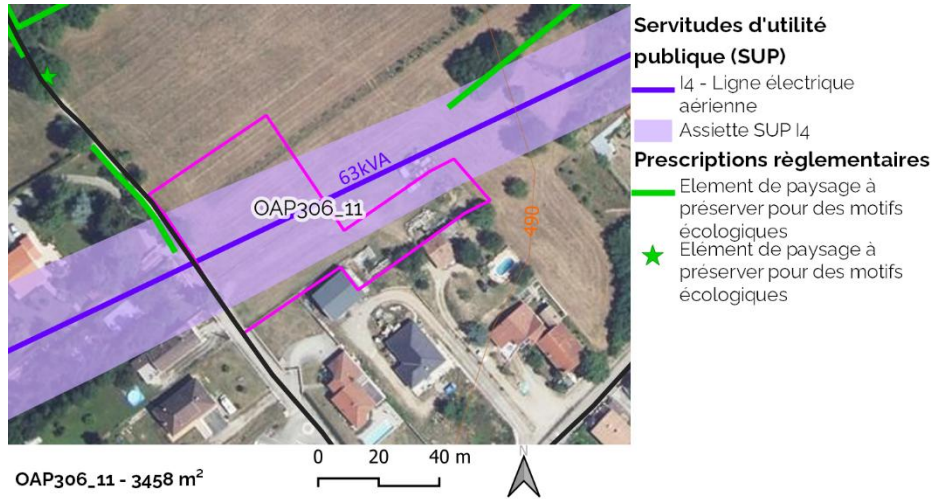 63kVA
OAP306_11
490
Servitudes d'utilité
publique (SUP)
I4 - Ligne électrique
aérienne
Assiette SUP I4
Prescriptions règlementaires
Element de paysage à
préserver pour des motifs
écologiques
Elément de paysage à
préserver pour des motifs
écologiques
OAP306_11 - 3458 m²
0 20 40 m
N